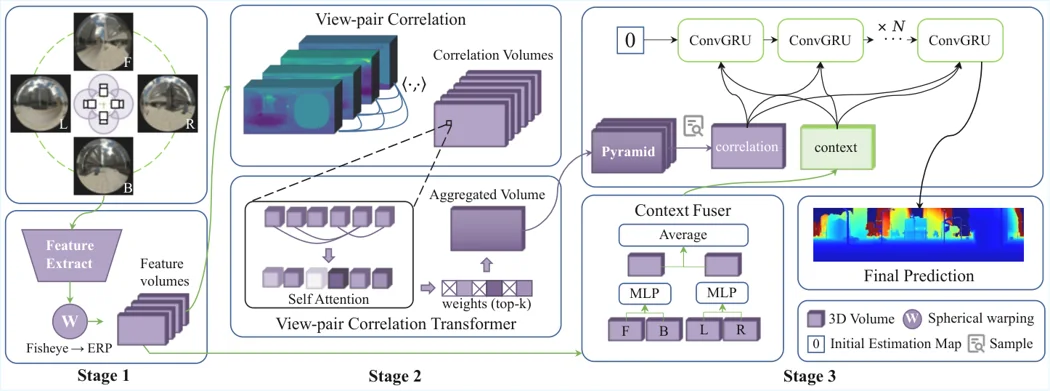 F
L
R
B
Feature
Extract
Feature
volumes
W
Fisheye → ERP
Stage 1
View-pair Correlation
⟨·,·⟩
Correlation Volumes
Aggregated Volume
Self Attention
weights (top-k)
View-pair Correlation Transformer
Stage 2
0
ConvGRU
ConvGRU
× N
...
ConvGRU
Pyramid
correlation
context
Context Fuser
Average
MLP
MLP
F
B
L
R
Final Prediction
3D Volume
W
Spherical warping
0
Initial Estimation Map
Sample
Stage 3